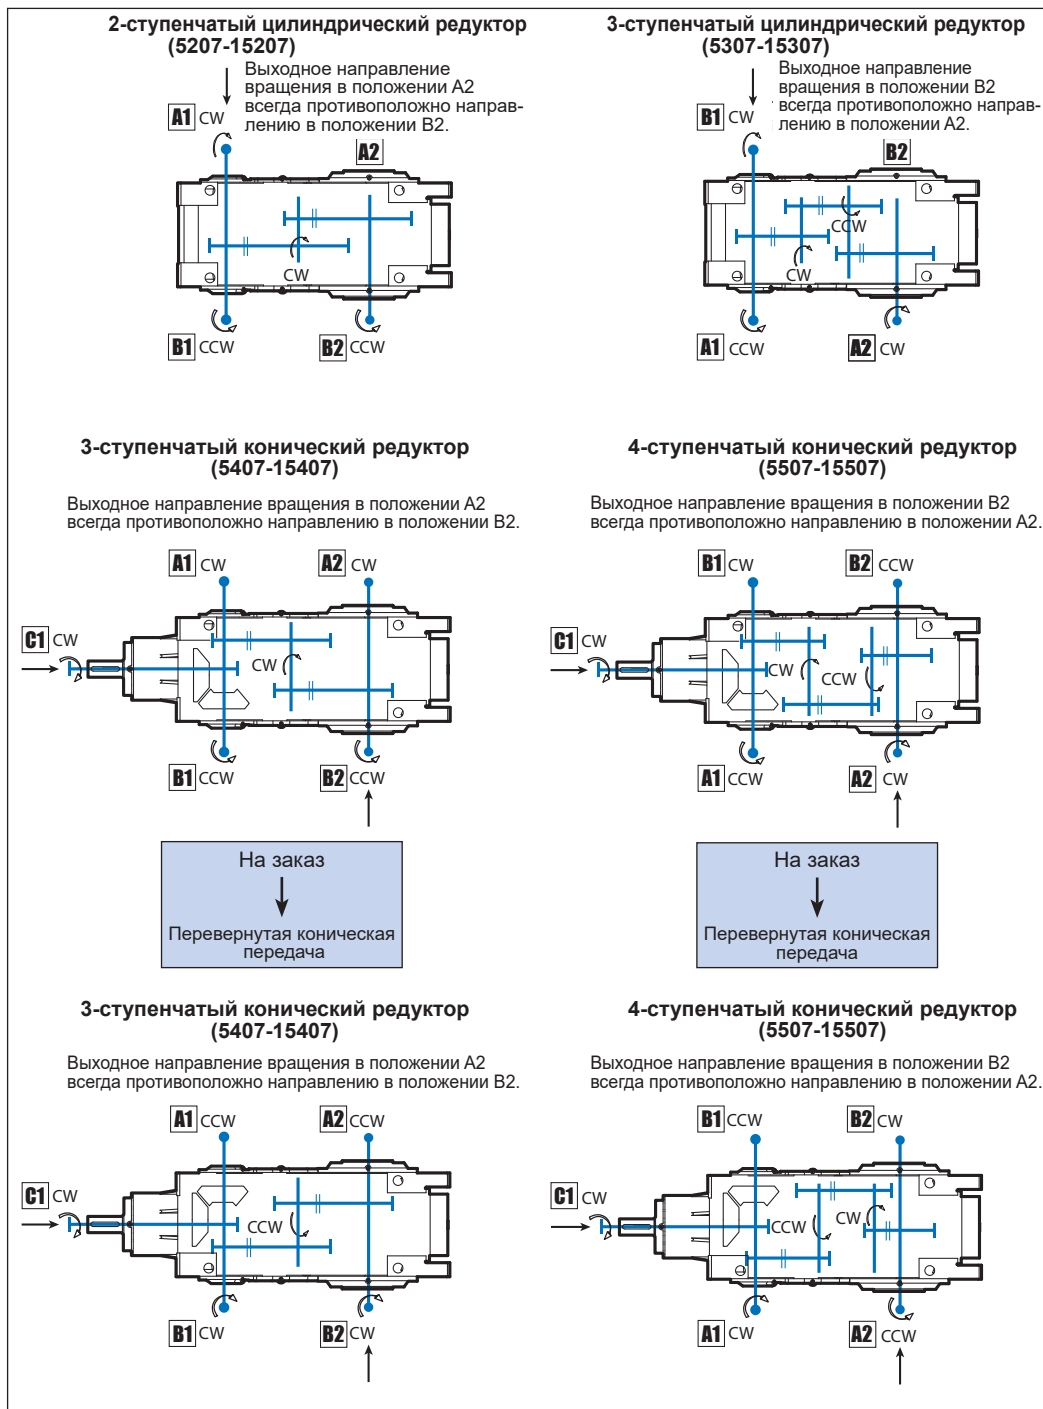 2-ступенчатый цилиндрический редуктор
(5207-15207)
Выходное направление
вращения в положении A2
всегда противоположно направ-
лению в положении B2.
A1 CW
A2
CW
B1 CCW
B2 CCW
3-ступенчатый цилиндрический редуктор
(5307-15307)
Выходное направление
вращения в положении B2
всегда противоположно направ-
лению в положении A2.
B1 CW
B2
CCW
CW
A1 CCW
A2 CW
3-ступенчатый конический редуктор
(5407-15407)
Выходное направление вращения в положении A2
всегда противоположно направлению в положении B2.
A1 CW
A2 CW
C1 CW
CW
B1 CCW
B2 CCW
На заказ
Перевернутая коническая
передача
4-ступенчатый конический редуктор
(5507-15507)
Выходное направление вращения в положении B2
всегда противоположно направлению в положении A2.
B1 CW
B2 CCW
C1 CW
CW
CCW
A1 CCW
A2 CW
На заказ
Перевернутая коническая
передача
3-ступенчатый конический редуктор
(5407-15407)
Выходное направление вращения в положении A2
всегда противоположно направлению в положении B2.
A1 CCW
A2 CCW
C1 CW
CCW
B1 CW
B2 CW
4-ступенчатый конический редуктор
(5507-15507)
Выходное направление вращения в положении B2
всегда противоположно направлению в положении A2.
B1 CCW
B2 CW
C1 CW
CCW
CW
A1 CW
A2 CCW